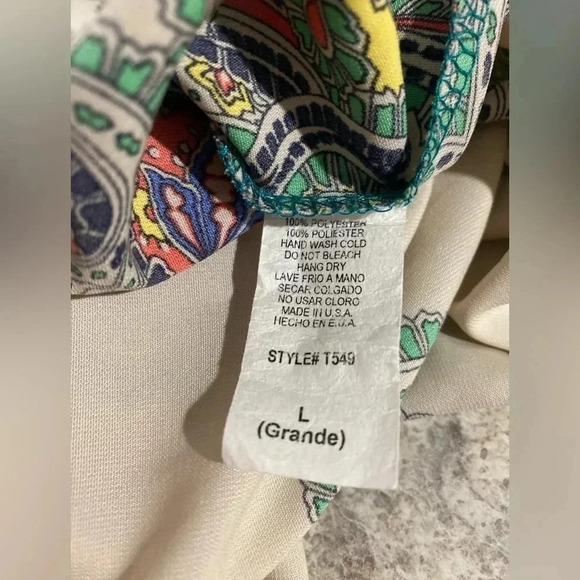 100% POLYESTER
100% POLIESTER
HAND WASH COLD
DO NOT BLEACH
HANG DRY
LAVE FRIO A MANO
SECAR COLGADO
NO USAR CLORO
MADE IN U.S.A.
HECHO EN E.U.A.
STYLE# T549
L
(Grande)